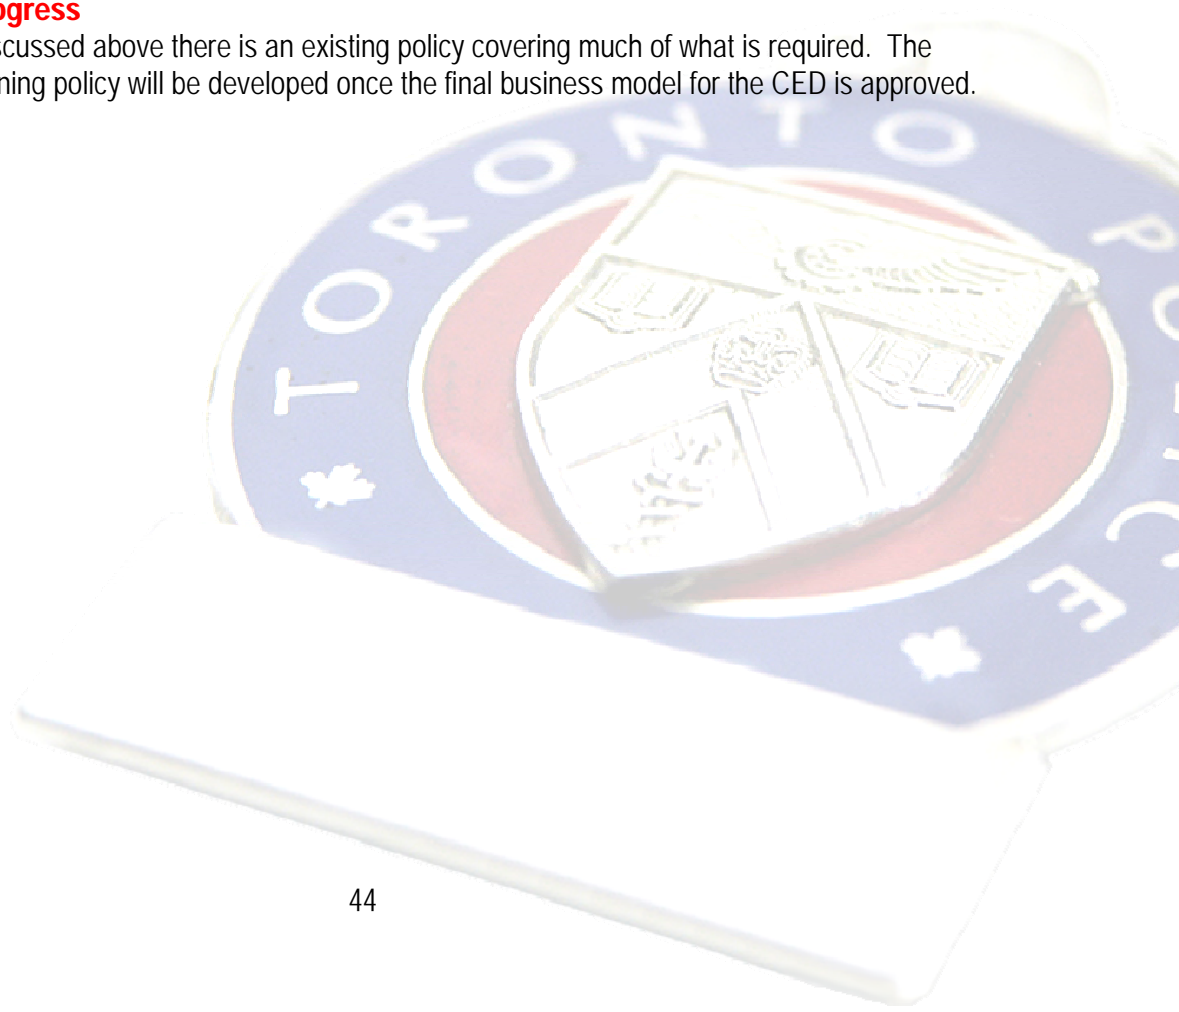 ogress
scussed above there is an existing policy covering much of what is required. The
ning policy will be developed once the final business model for the CED is approved.
TORONTO POLICE
44